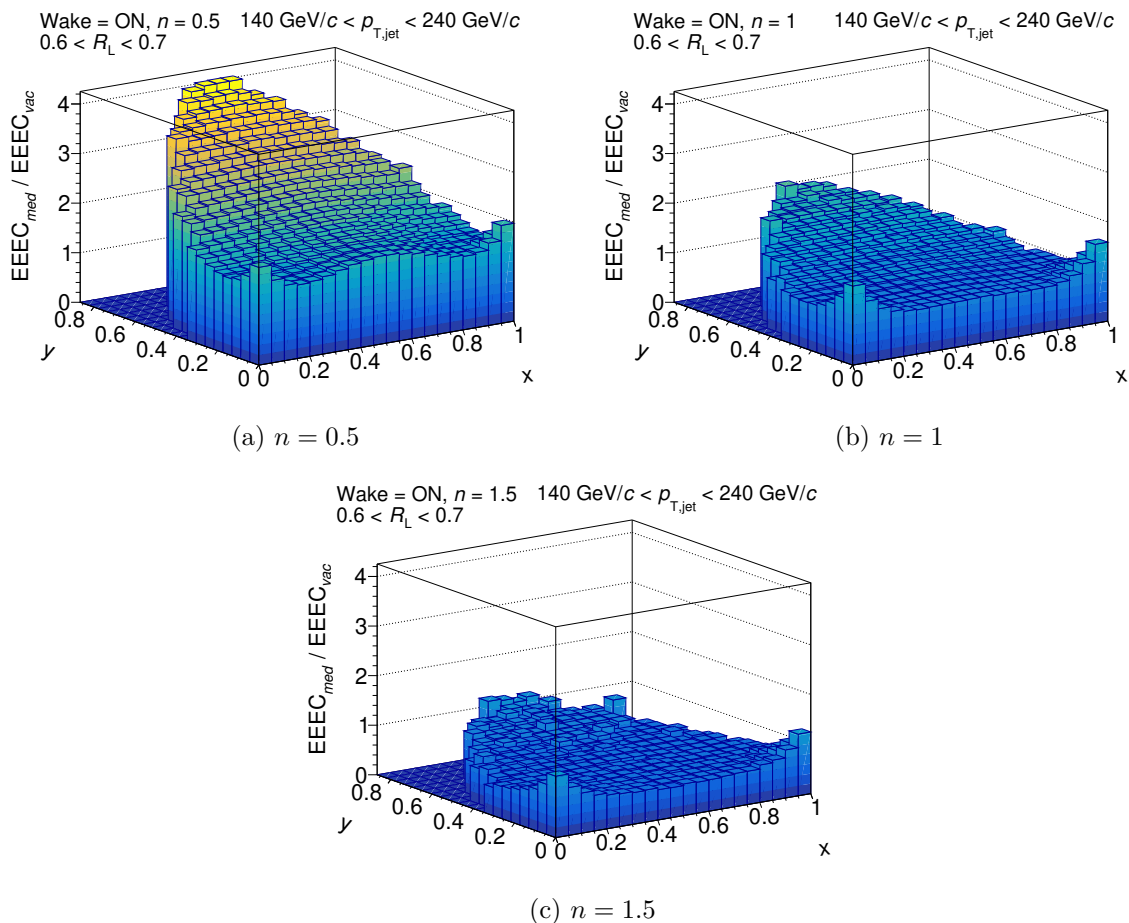 Wake = ON, n = 0.5 140 GeV/c < p_T,jet < 240 GeV/c
0.6 < R_L < 0.7
EEEC_med / EEEC_vac
4
3
2
1
0
0.8
0.6
0.4
0.2
0
y
0
0.2
0.4
0.6
0.8
1
x
(a) n = 0.5
Wake = ON, n = 1 140 GeV/c < p_T,jet < 240 GeV/c
0.6 < R_L < 0.7
EEEC_med / EEEC_vac
4
3
2
1
0
0.8
0.6
0.4
0.2
0
y
0
0.2
0.4
0.6
0.8
1
x
(b) n = 1
Wake = ON, n = 1.5 140 GeV/c < p_T,jet < 240 GeV/c
0.6 < R_L < 0.7
EEEC_med / EEEC_vac
4
3
2
1
0
0.8
0.6
0.4
0.2
0
y
0
0.2
0.4
0.6
0.8
1
x
(c) n = 1.5